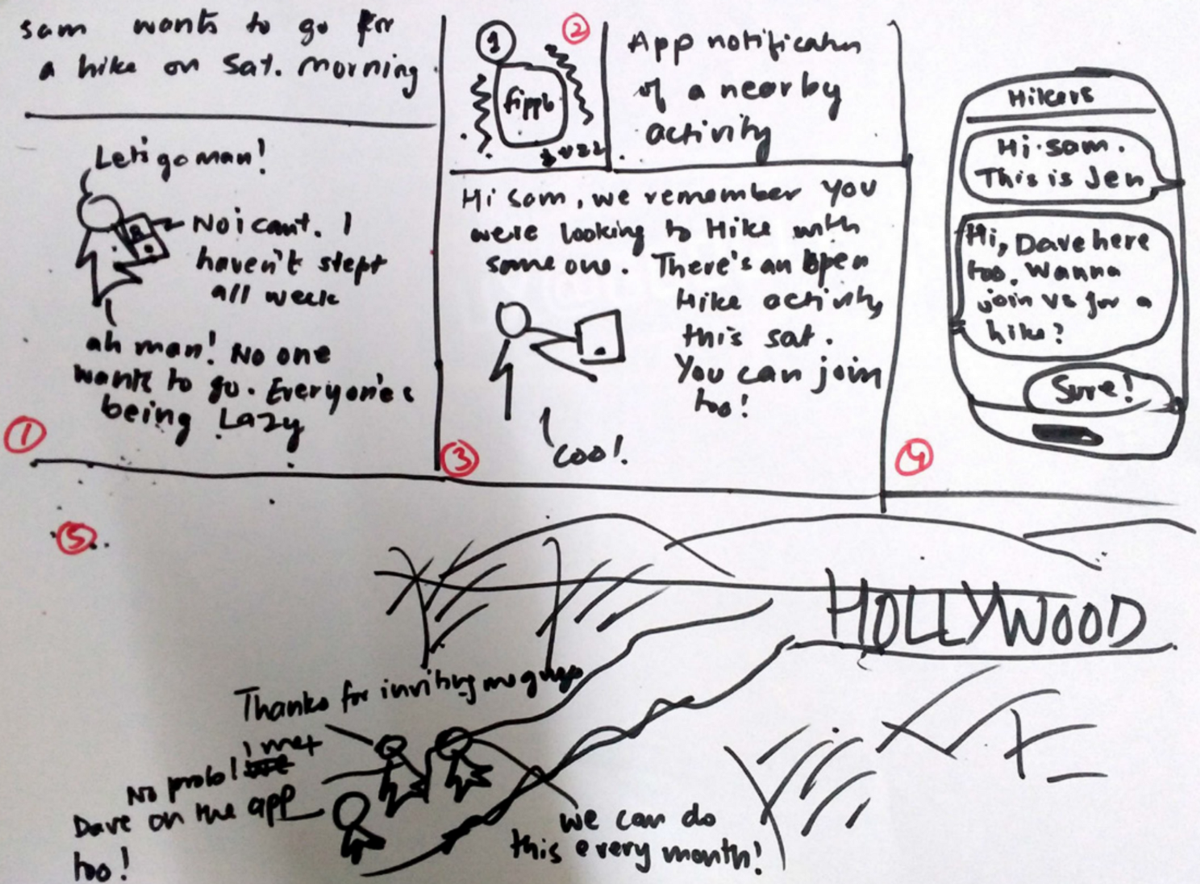 sam wants to go for
a hike on Sat. morning.
Let's go man!
No i cant. I
haven't slept
all week
ah man! No one
wants to go. Everyone's
being Lazy
1
1
2
App notification
of a nearby
activity
Hi Sam, we remember you
were looking to Hike with
some one. There's an open
Hike activity
this sat.
You can join
too!
Cool!
3
Hikers
Hi Sam.
This is Jen
Hi, Dave here
too. Wanna
join us for a
hike?
Sure!
4
5
HOLLYWOOD
Thanks for inviting me guys
No probl! I met
Dave on the app
too!
we can do
this every month!